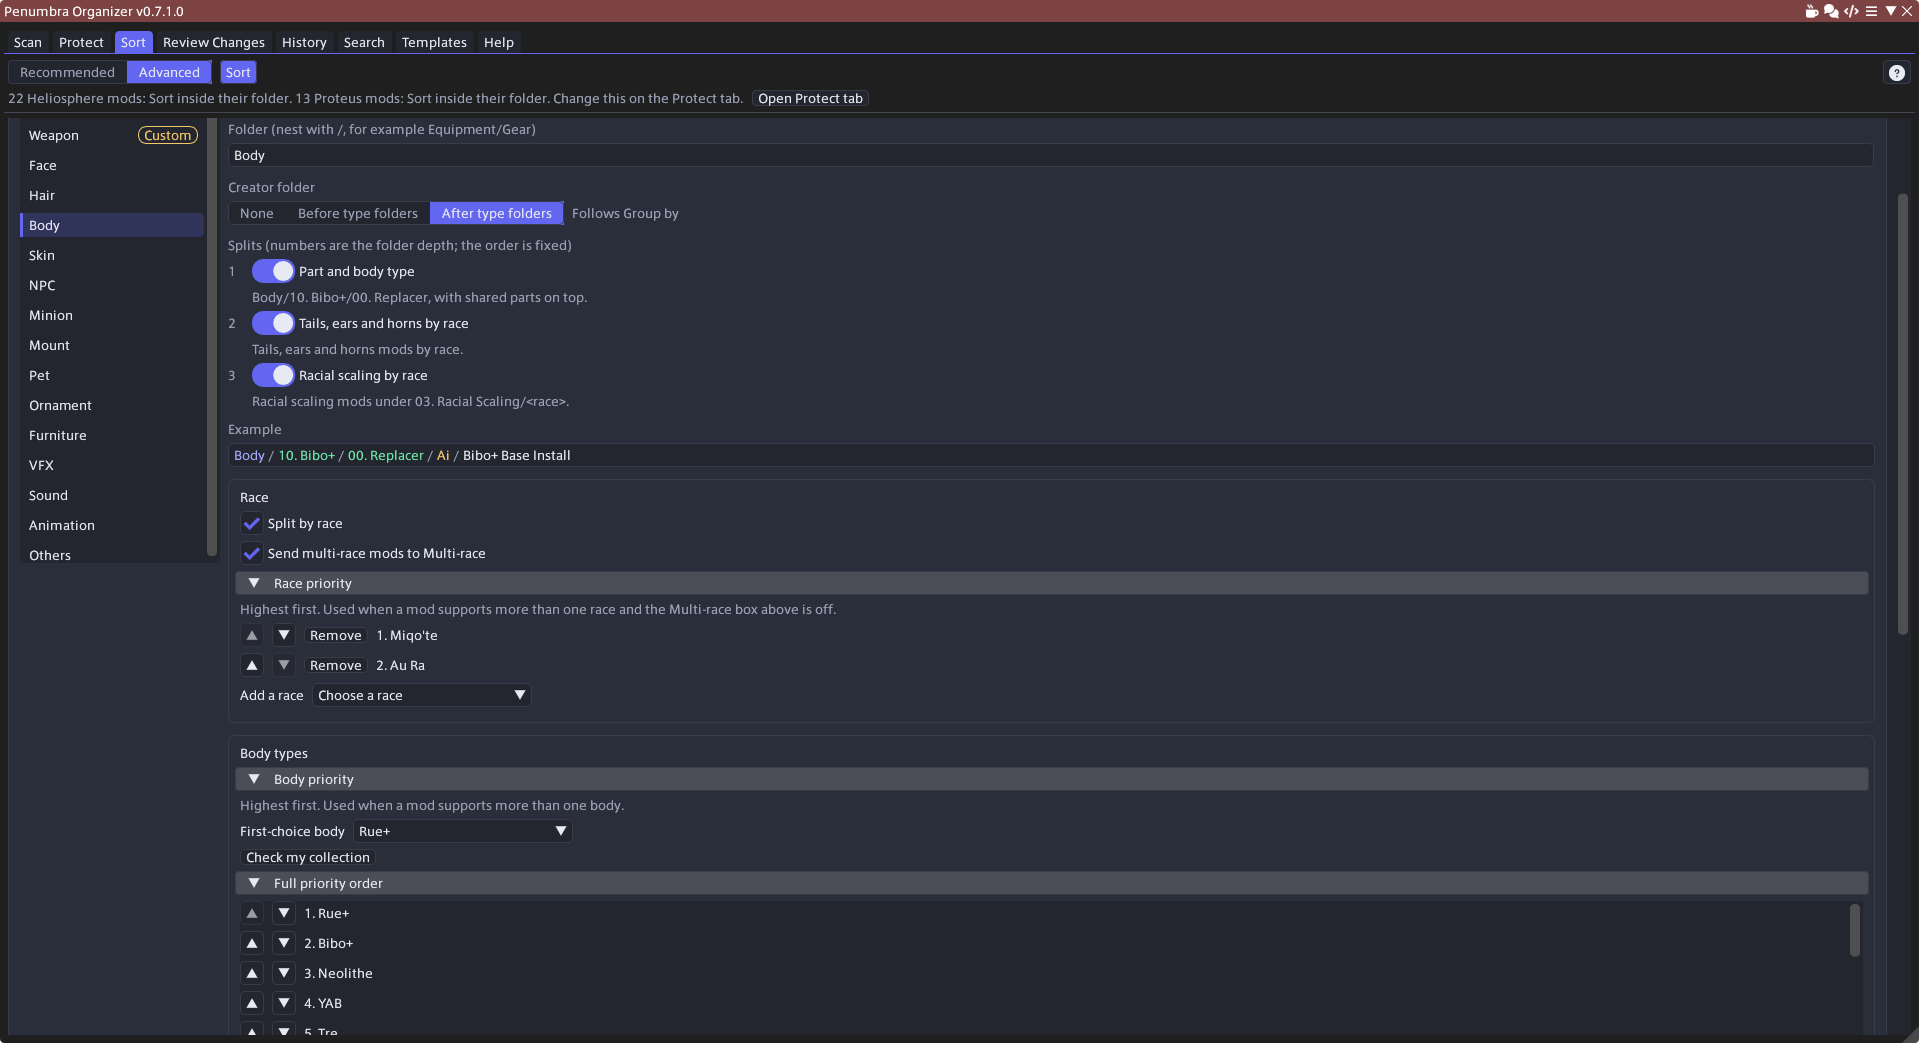 Penumbra Organizer v0.7.1.0
Scan Protect Sort Review Changes History Search Templates Help
Recommended Advanced Sort
?
22 Heliosphere mods: Sort inside their folder. 13 Proteus mods: Sort inside their folder. Change this on the Protect tab. Open Protect tab
Weapon Custom
Face
Hair
Body
Skin
NPC
Minion
Mount
Pet
Ornament
Furniture
VFX
Sound
Animation
Others
Folder (nest with /, for example Equipment/Gear)
Body
Creator folder
None Before type folders After type folders Follows Group by
Splits (numbers are the folder depth; the order is fixed)
1 Part and body type
Body/10. Bibo+/00. Replacer, with shared parts on top.
2 Tails, ears and horns by race
Tails, ears and horns mods by race.
3 Racial scaling by race
Racial scaling mods under 03. Racial Scaling/<race>.
Example
Body / 10. Bibo+ / 00. Replacer / Ai / Bibo+ Base Install
Race
Split by race
Send multi-race mods to Multi-race
Race priority
Highest first. Used when a mod supports more than one race and the Multi-race box above is off.
Remove 1. Miqo'te
Remove 2. Au Ra
Add a race Choose a race
Body types
Body priority
Highest first. Used when a mod supports more than one body.
First-choice body Rue+
Check my collection
Full priority order
1. Rue+
2. Bibo+
3. Neolithe
4. YAB
5. Tre